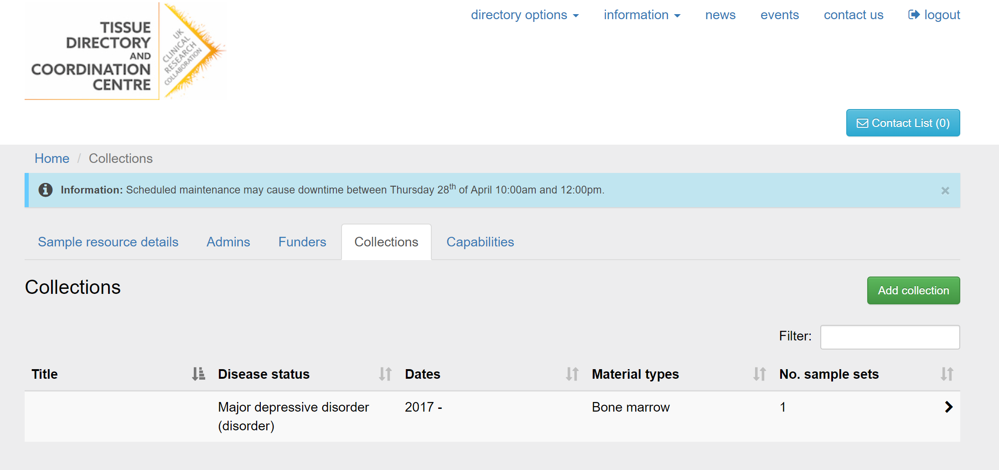 TISSUE
DIRECTORY
AND
COORDINATION
CENTRE
UK
CLINICAL
RESEARCH
COLLABORATION
directory options
information
news
events
contact us
logout
Contact List (0)
Home / Collections
Information: Scheduled maintenance may cause downtime between Thursday 28th of April 10:00am and 12:00pm.
Sample resource details
Admins
Funders
Collections
Capabilities
Collections
Add collection
Filter:
Title Disease status Dates Material types No. sample sets
Major depressive disorder 2017 - Bone marrow 1
(disorder)